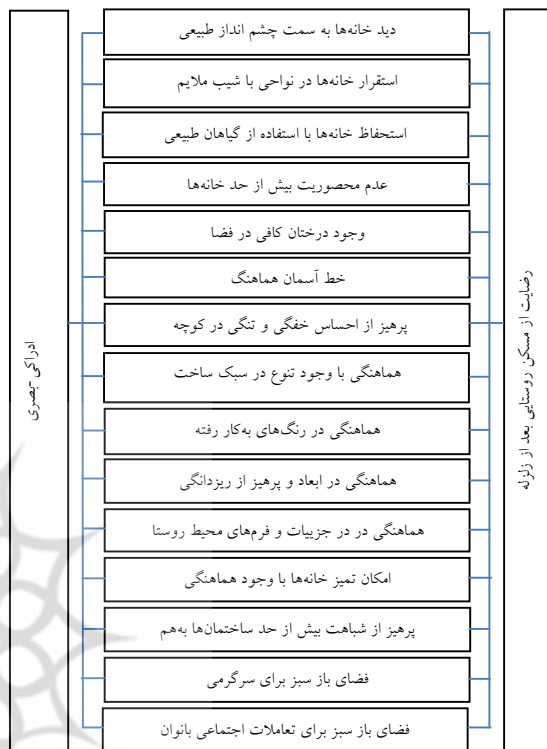 رضایت از مسکن روستایی بعد از زلزله
دید خانه‌ها به سمت چشم انداز طبیعی
استقرار خانه‌ها در نواحی با شیب ملایم
استحفاظ خانه‌ها با استفاده از گیاهان طبیعی
عدم محصوریت بیش از حد خانه‌ها
وجود درختان کافی در فضا
خط آسمان هماهنگ
پرهیز از احساس خفگی و تنگی در کوچه
هماهنگی با وجود تنوع در سبک ساخت
هماهنگی در رنگ‌های به‌کار رفته
هماهنگی در ابعاد و پرهیز از ریزدانگی
هماهنگی در در جزییات و فرم‌های محیط روستا
امکان تمیز خانه‌ها با وجود هماهنگی
پرهیز از شباهت بیش از حد ساختمان‌ها به‌هم
فضای باز سبز برای سرگرمی
فضای باز سبز برای تعاملات اجتماعی بانوان
ادراکی -بصری